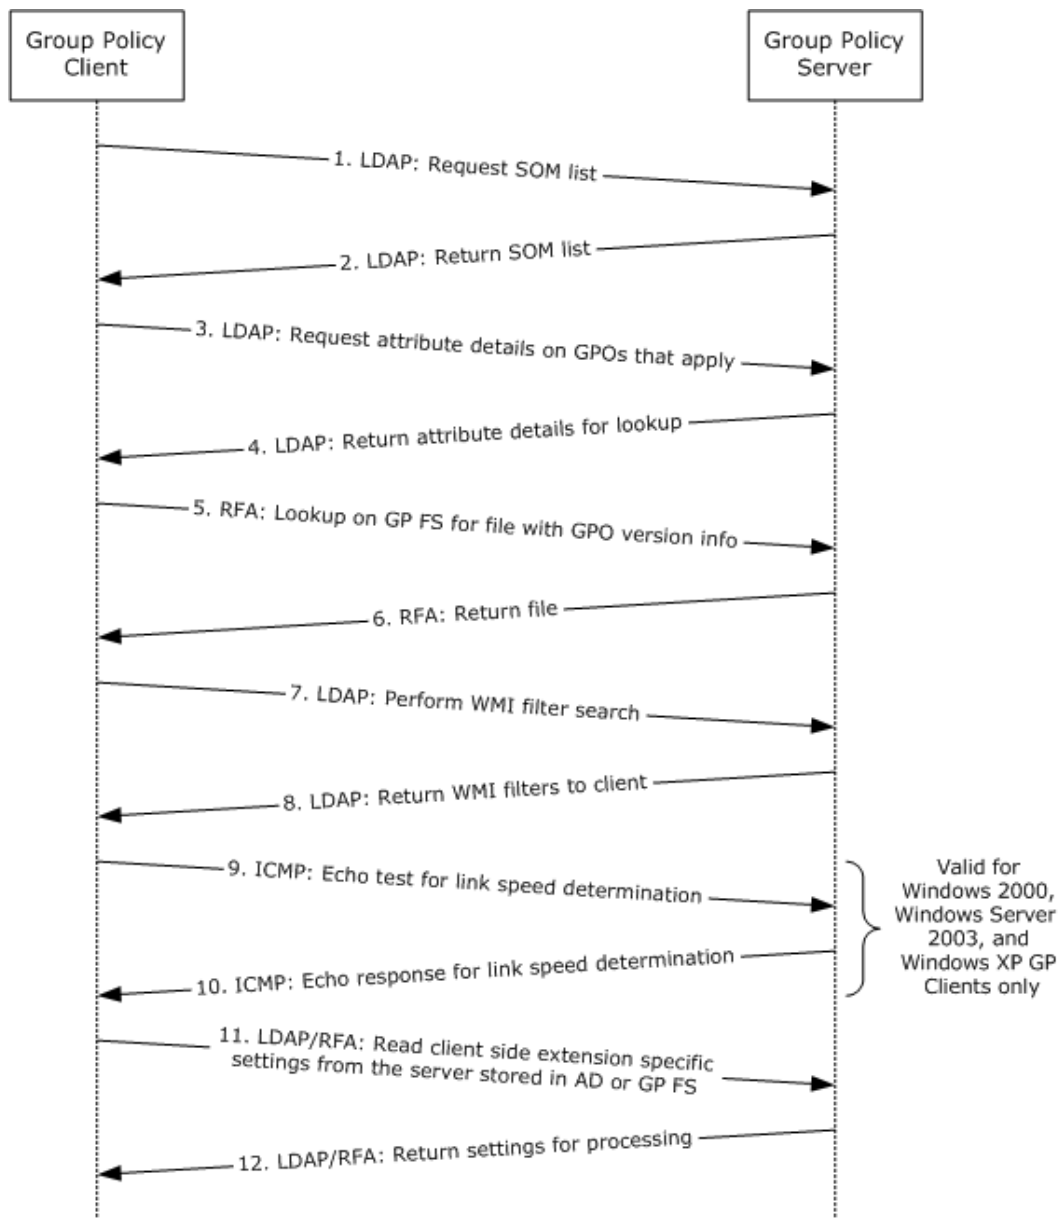 Group Policy
Client
Group Policy
Server
1. LDAP: Request SOM list
2. LDAP: Return SOM list
3. LDAP: Request attribute details on GPOs that apply
4. LDAP: Return attribute details for lookup
5. RFA: Lookup on GP FS for file with GPO version info
6. RFA: Return file
7. LDAP: Perform WMI filter search
8. LDAP: Return WMI filters to client
9. ICMP: Echo test for link speed determination
10. ICMP: Echo response for link speed determination
Valid for
Windows 2000,
Windows Server
2003, and
Windows XP GP
Clients only
11. LDAP/RFA: Read client side extension specific
settings from the server stored in AD or GP FS
12. LDAP/RFA: Return settings for processing